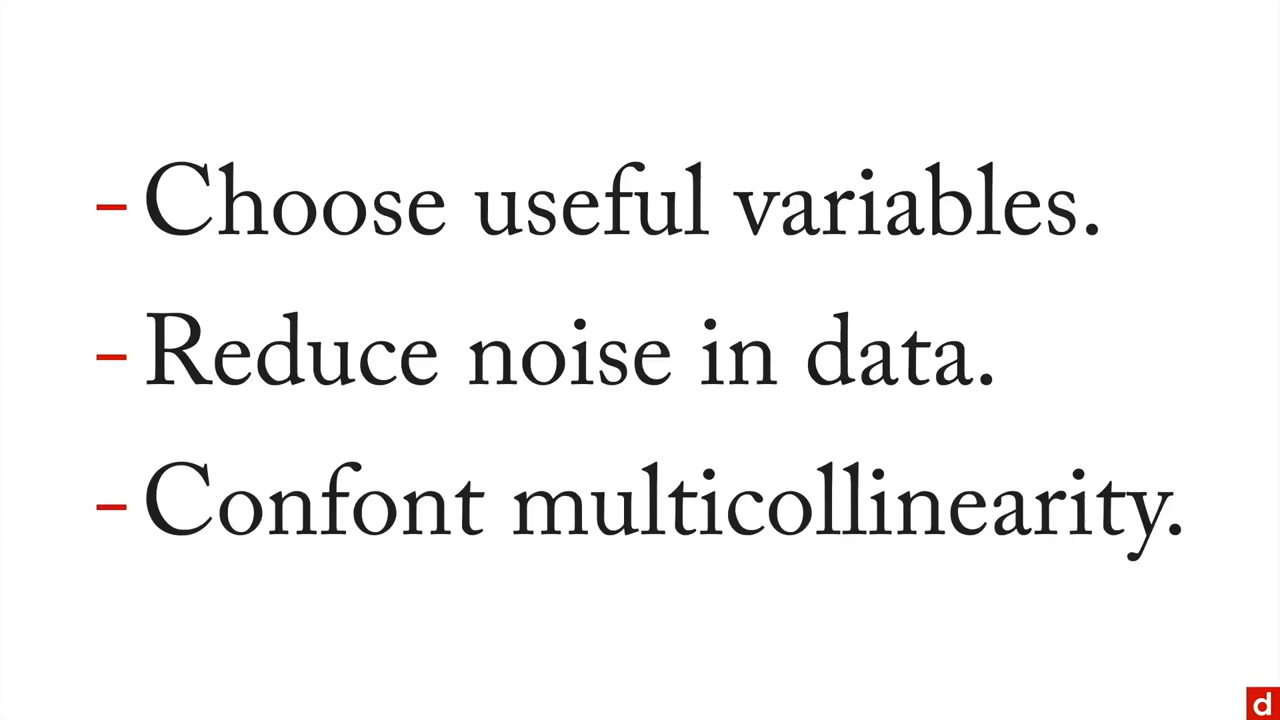 - Choose useful variables.
- Reduce noise in data.
- Confont multicollinearity.
d